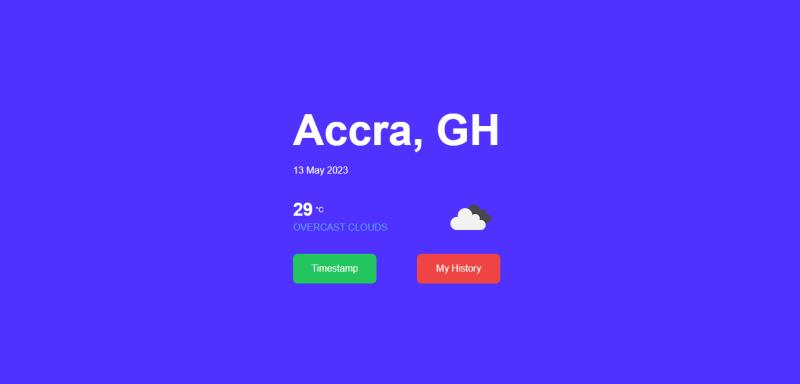 Accra, GH
13 May 2023
29 °C
OVERCAST CLOUDS
Timestamp
My History